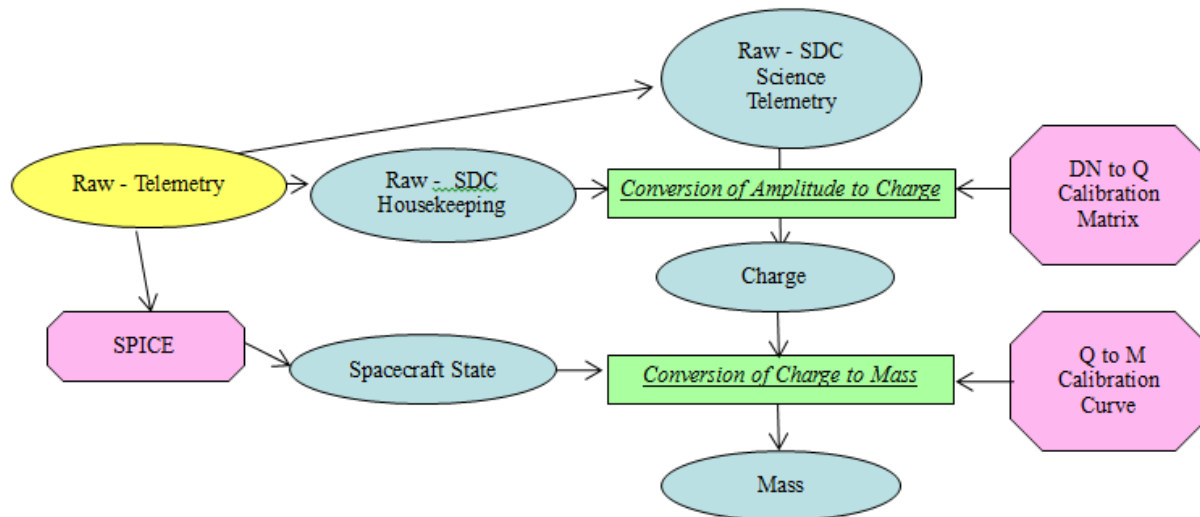 Raw - SDC
Science
Telemetry
Raw - Telemetry
Raw - SDC
Housekeeping
Conversion of Amplitude to Charge
DN to Q
Calibration
Matrix
Charge
SPICE
Spacecraft State
Conversion of Charge to Mass
Q to M
Calibration
Curve
Mass